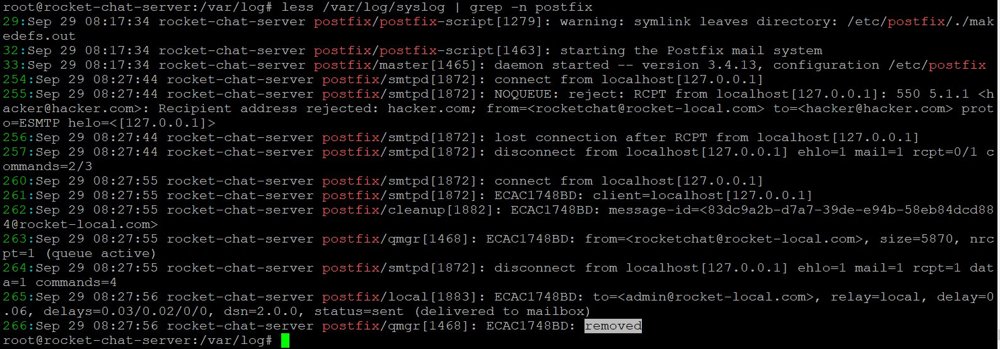 root@rocket-chat-server:/var/log# less /var/log/syslog | grep -n postfix
29:Sep 29 08:17:34 rocket-chat-server postfix/postfix-script[1279]: warning: symlink leaves directory: /etc/postfix/./mak
edefs.out
32:Sep 29 08:17:34 rocket-chat-server postfix/postfix-script[1463]: starting the Postfix mail system
33:Sep 29 08:17:34 rocket-chat-server postfix/master[1465]: daemon started -- version 3.4.13, configuration /etc/postfix
254:Sep 29 08:27:44 rocket-chat-server postfix/smtpd[1872]: connect from localhost[127.0.0.1]
255:Sep 29 08:27:44 rocket-chat-server postfix/smtpd[1872]: NOQUEUE: reject: RCPT from localhost[127.0.0.1]: 550 5.1.1 <h
acker@hacker.com>: Recipient address rejected: hacker.com; from=<rocketchat@rocket-local.com> to=<hacker@hacker.com> prot
o=ESMTP helo=<[127.0.0.1]>
256:Sep 29 08:27:44 rocket-chat-server postfix/smtpd[1872]: lost connection after RCPT from localhost[127.0.0.1]
257:Sep 29 08:27:44 rocket-chat-server postfix/smtpd[1872]: disconnect from localhost[127.0.0.1] ehlo=1 mail=1 rcpt=0/1 c
ommands=2/3
260:Sep 29 08:27:55 rocket-chat-server postfix/smtpd[1872]: connect from localhost[127.0.0.1]
261:Sep 29 08:27:55 rocket-chat-server postfix/smtpd[1872]: ECAC1748BD: client=localhost[127.0.0.1]
262:Sep 29 08:27:55 rocket-chat-server postfix/cleanup[1882]: ECAC1748BD: message-id=<83dc9a2b-d7a7-39de-e94b-58eb84dcd88
4@rocket-local.com>
263:Sep 29 08:27:55 rocket-chat-server postfix/qmgr[1468]: ECAC1748BD: from=<rocketchat@rocket-local.com>, size=5870, nrc
pt=1 (queue active)
264:Sep 29 08:27:55 rocket-chat-server postfix/smtpd[1872]: disconnect from localhost[127.0.0.1] ehlo=1 mail=1 rcpt=1 dat
a=1 commands=4
265:Sep 29 08:27:56 rocket-chat-server postfix/local[1883]: ECAC1748BD: to=<admin@rocket-local.com>, relay=local, delay=0
.06, delays=0.03/0.02/0/0, dsn=2.0.0, status=sent (delivered to mailbox)
266:Sep 29 08:27:56 rocket-chat-server postfix/qmgr[1468]: ECAC1748BD: removed
root@rocket-chat-server:/var/log#